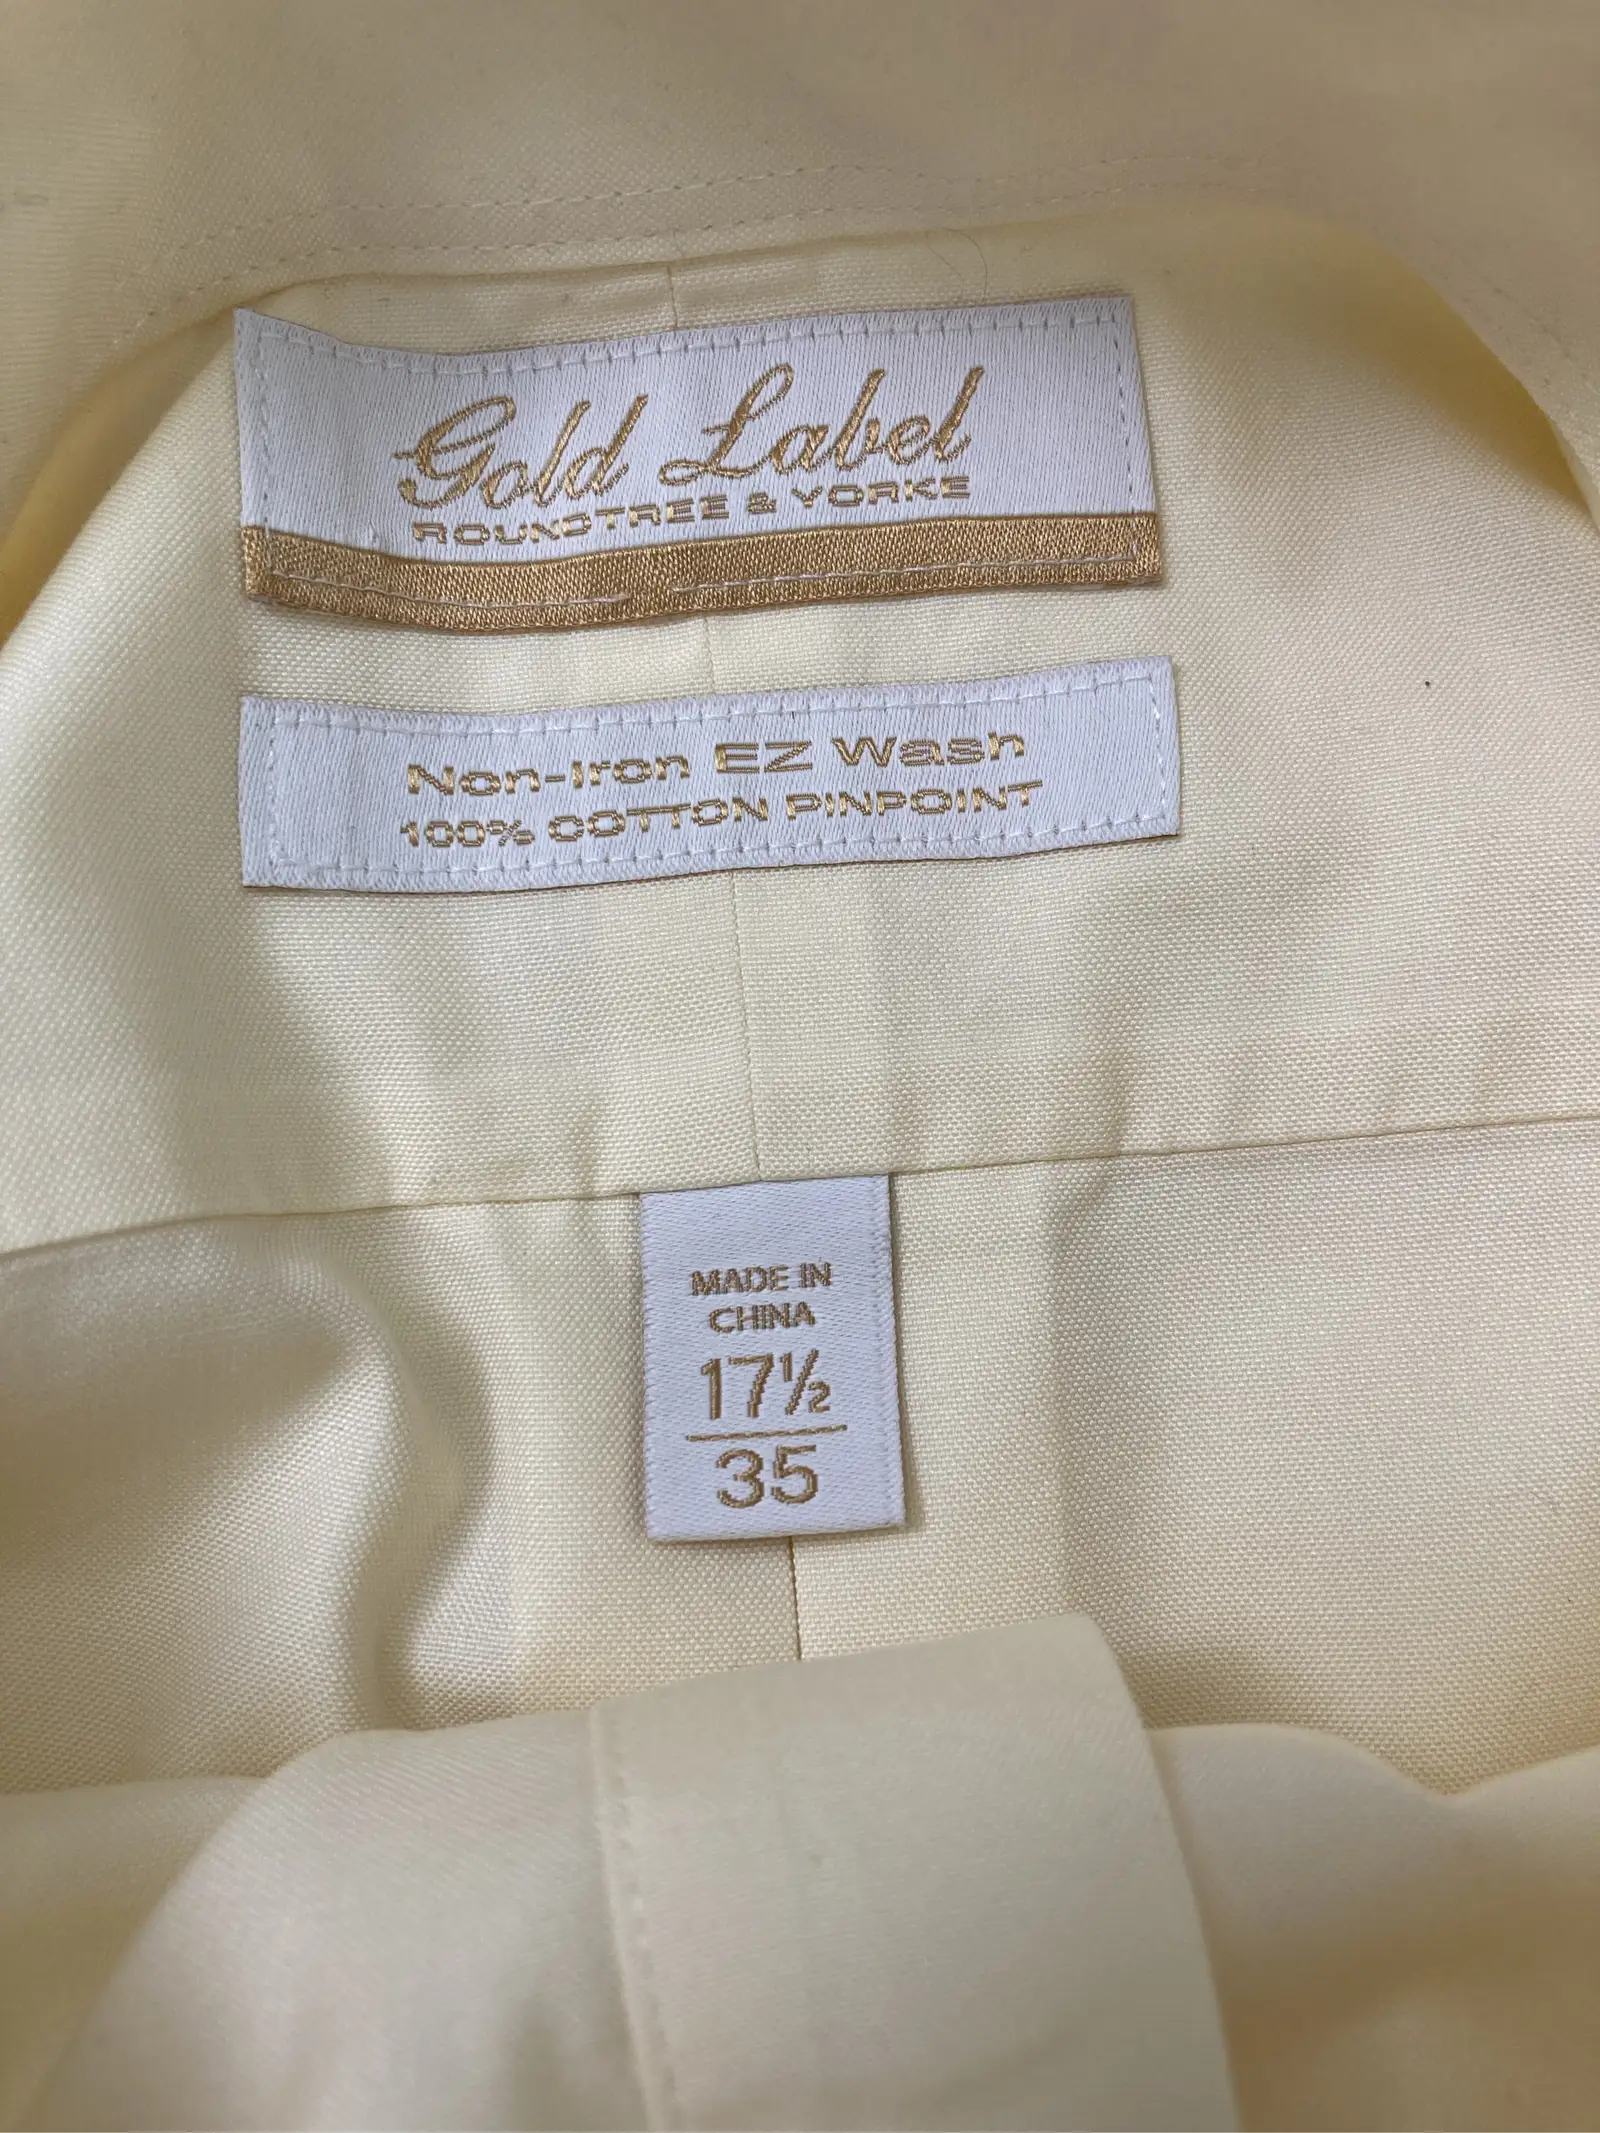 Gold Label
ROUNDTREE & YORKE
Non-Iron EZ Wash
100% COTTON PINPOINT
MADE IN
CHINA
17½
35